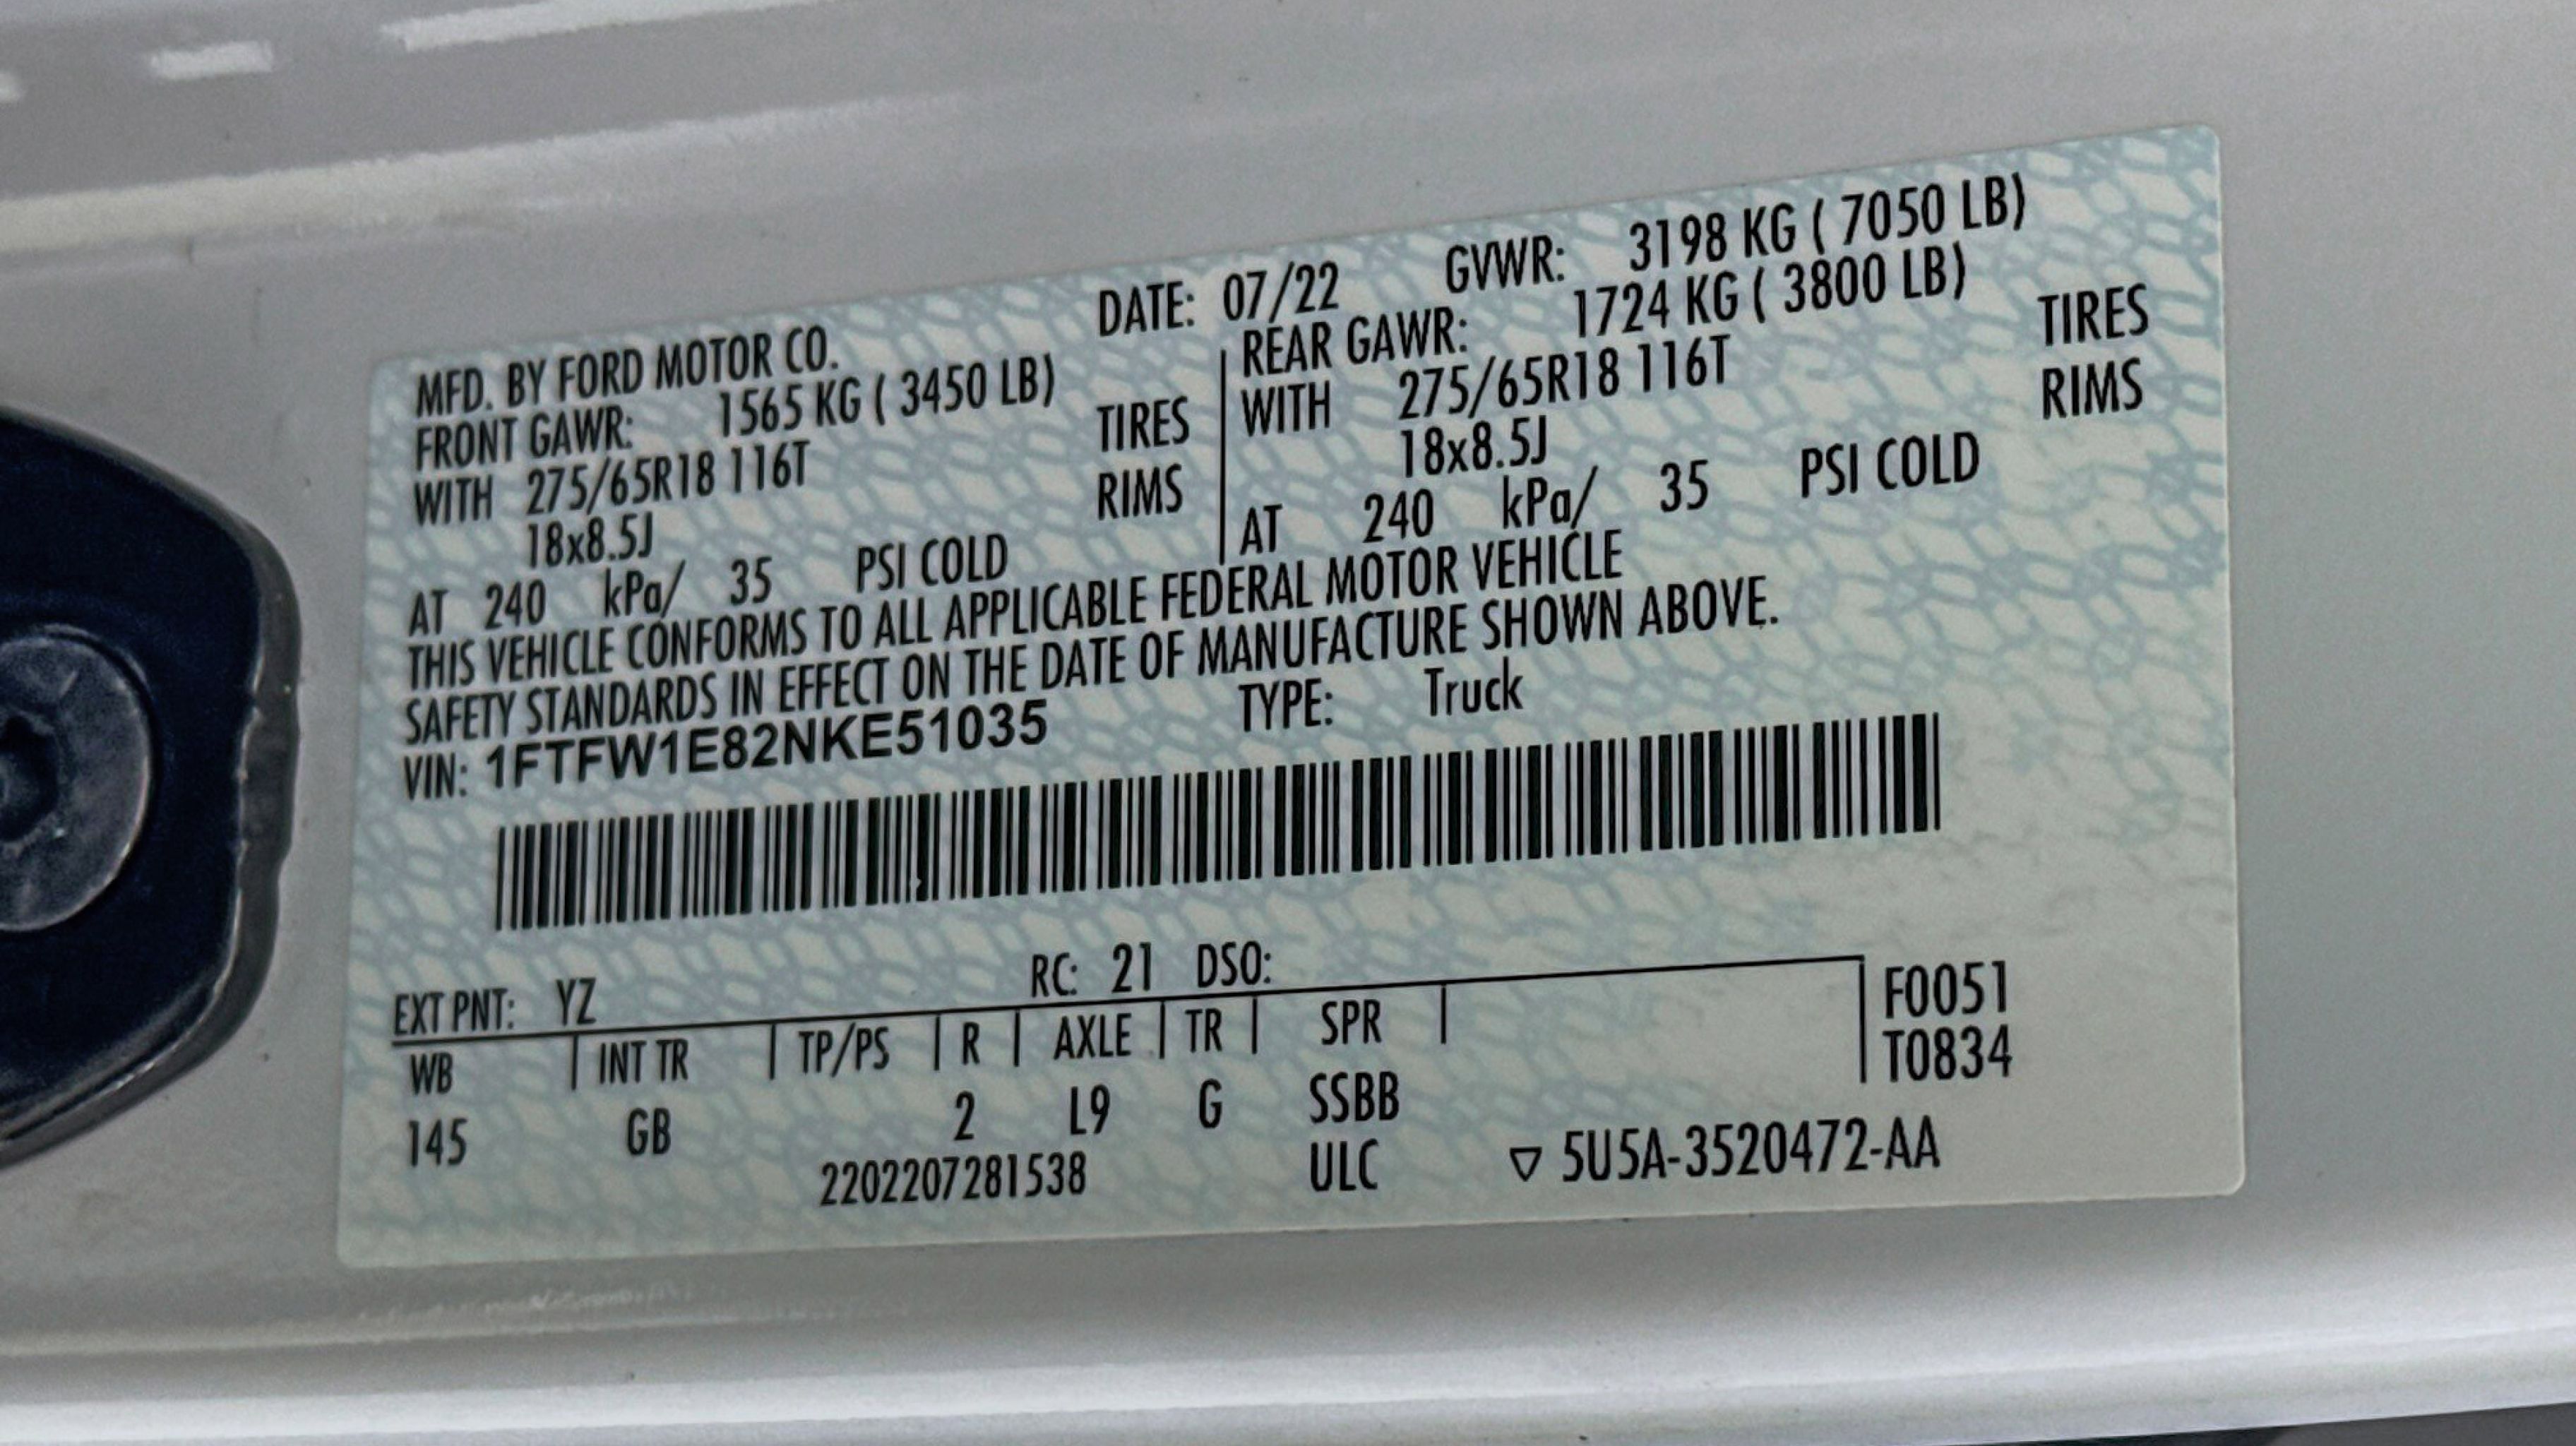 MFD. BY FORD MOTOR CO. DATE: 07/22 GVWR: 3198 KG ( 7050 LB)
FRONT GAWR: 1565 KG ( 3450 LB) REAR GAWR: 1724 KG ( 3800 LB)
WITH 275/65R18 116T TIRES WITH 275/65R18 116T TIRES
18x8.5J RIMS 18x8.5J RIMS
AT 240 kPa/ 35 PSI COLD AT 240 kPa/ 35 PSI COLD
THIS VEHICLE CONFORMS TO ALL APPLICABLE FEDERAL MOTOR VEHICLE
SAFETY STANDARDS IN EFFECT ON THE DATE OF MANUFACTURE SHOWN ABOVE.
VIN: 1FTFW1E82NKE51035 TYPE: Truck
EXT PNT: YZ RC: 21 DSO: F0051
WB | INT TR | TP/PS | R | AXLE | TR | SPR | T0834
145 GB 2 L9 G SSBB
2202207281538 ULC ▽ 5U5A-3520472-AA